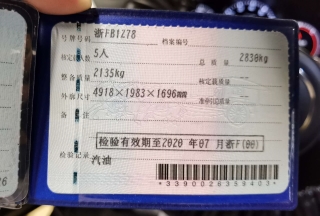 号牌号码 浙FB1Z78 档案编号
核定载人数 5人 总质量 2830kg
整备质量 2135kg 核定载质量
外廓尺寸 4918×1983×1696mm 准牵引总质量
备注
检验有效期至2020 年07 月浙F(00)
检验记录 汽油
*3390026356403*